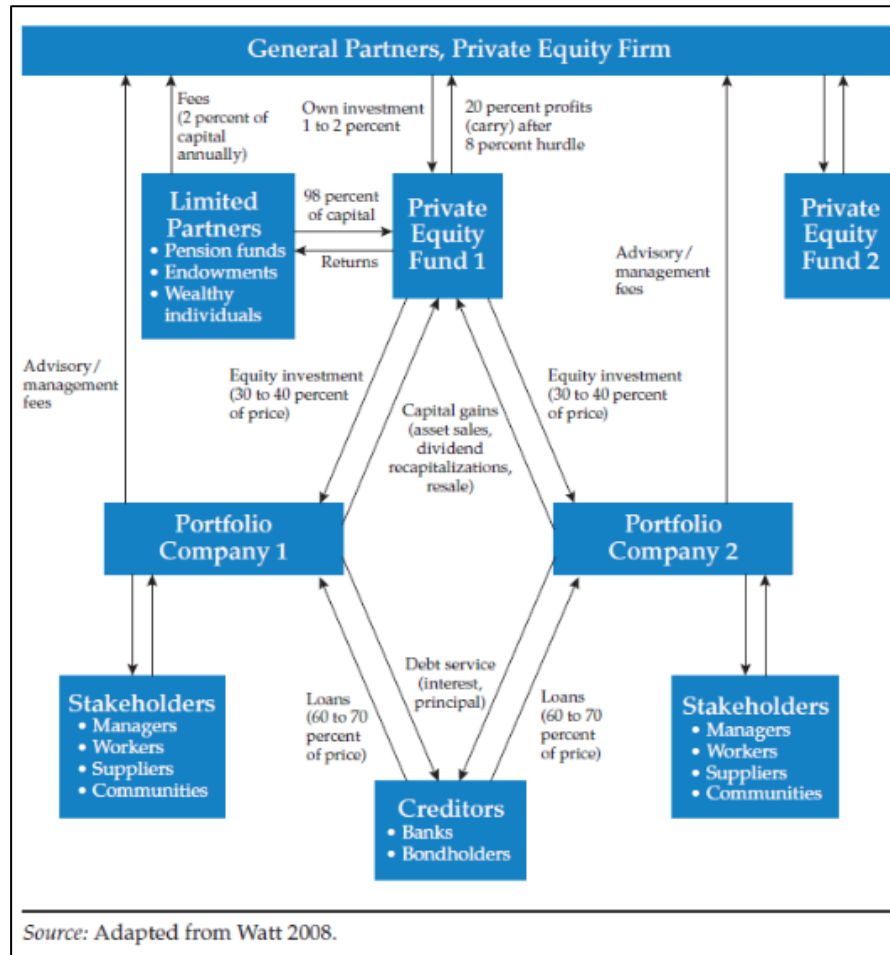 General Partners, Private Equity Firm
Fees
(2 percent of
capital
annually)
Own investment
1 to 2 percent
20 percent profits
(carry) after
8 percent hurdle
Limited
Partners
• Pension funds
• Endowments
• Wealthy
individuals
98 percent
of capital
Returns
Private
Equity
Fund 1
Advisory/
management
fees
Private
Equity
Fund 2
Advisory/
management
fees
Equity investment
(30 to 40 percent
of price)
Capital gains
(asset sales,
dividend
recapitalizations,
resale)
Equity investment
(30 to 40 percent
of price)
Portfolio
Company 1
Portfolio
Company 2
Stakeholders
• Managers
• Workers
• Suppliers
• Communities
Loans
(60 to 70
percent
of price)
Debt service
(interest,
principal)
Loans
(60 to 70
percent
of price)
Stakeholders
• Managers
• Workers
• Suppliers
• Communities
Creditors
• Banks
• Bondholders
Source: Adapted from Watt 2008.